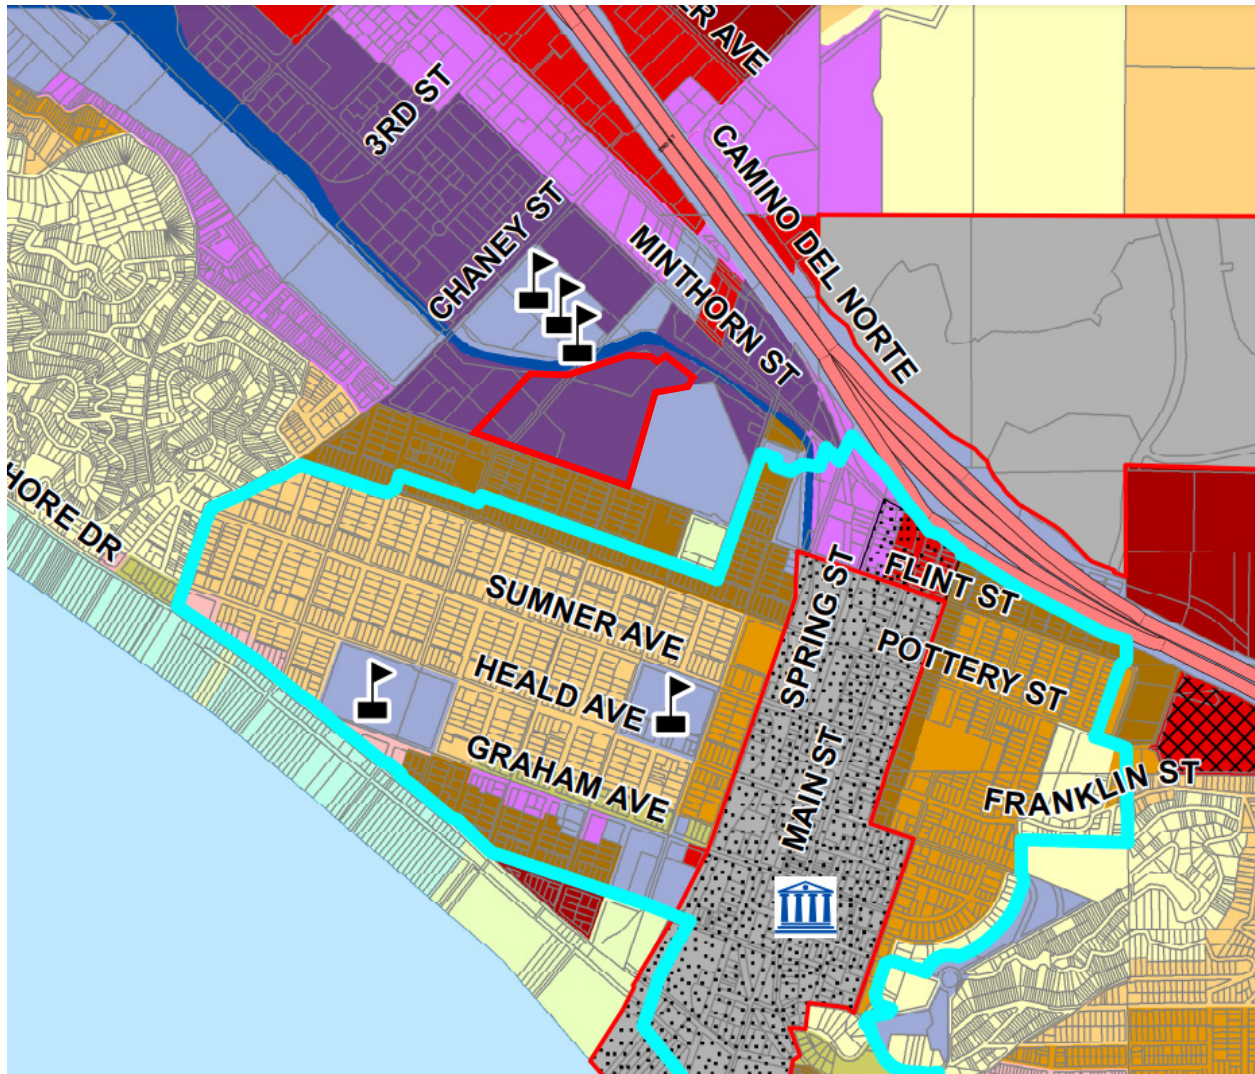 ER AVE
3RD ST
CAMINO DEL NORTE
CHANEY ST
MINTHORN ST
HORE DR
SUMNER AVE
SPRING ST
FLINT ST
HEALD AVE
POTTERY ST
GRAHAM AVE
MAIN ST
FRANKLIN ST